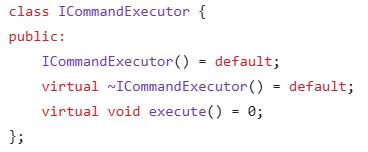 class ICommandExecutor {
public:
    ICommandExecutor() = default;
    virtual ~ICommandExecutor() = default;
    virtual void execute() = 0;
};